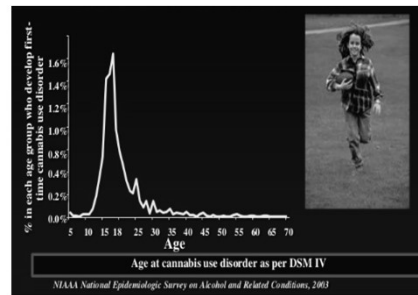 % in each age group who develop first-
time cannabis use disorder
1.6%
1.4%
1.2%
1.0%
0.8%
0.6%
0.4%
0.2%
0.0%
5 10 15 18 25 30 35 40 45 50 55 60 65 70
Age
Age at cannabis use disorder as per DSM IV
NIAAA National Epidemiologic Survey on Alcohol and Related Conditions, 2003